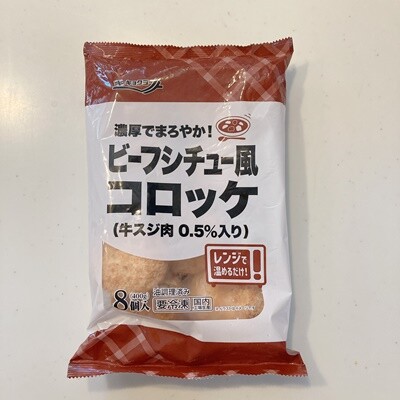 濃厚でまろやか!
ビーフシチュー風
コロッケ
(牛スジ肉 0.5%入り)
レンジで
温めるだけ!
8個入
(400g)
油調理済み
要冷凍
国内